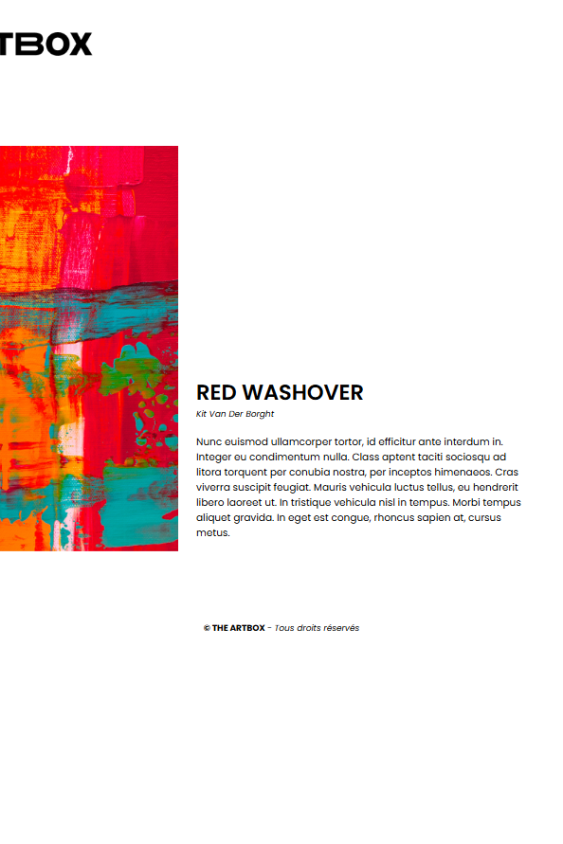 TBOX
RED WASHOVER
Kit Van Der Borght
Nunc euismod ullamcorper tortor, id efficitur ante interdum in.
Integer eu condimentum nulla. Class aptent taciti sociosqu ad
litora torquent per conubia nostra, per inceptos himenaeos. Cras
viverra suscipit feugiat. Mauris vehicula luctus tellus, eu hendrerit
libero laoreet ut. In tristique vehicula nisl in tempus. Morbi tempus
aliquet gravida. In eget est congue, rhoncus sapien at, cursus
metus.
© THE ARTBOX - Tous droits réservés